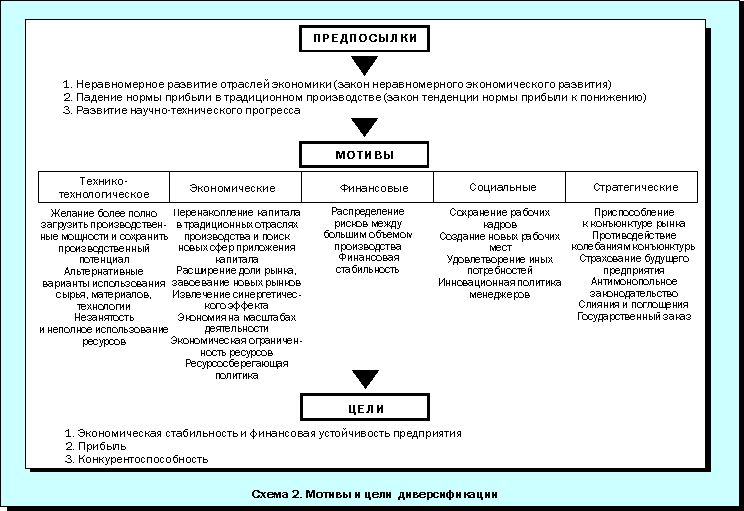 ПРЕДПОСЫЛКИ
1. Неравномерное развитие отраслей экономики (закон неравномерного экономического развития)
2. Падение нормы прибыли в традиционном производстве (закон тенденции нормы прибыли к понижению)
3. Развитие научно-технического прогресса
МОТИВЫ
Технико-
технологическое
Экономические
Финансовые
Социальные
Стратегические
Желание более полно
загрузить производствен-
ные мощности и сохранить
производственный
потенциал
Альтернативные
варианты использования
сырья, материалов,
технологии
Незанятость
и неполное использование
ресурсов
Перенакопление капитала
в традиционных отраслях
производства и поиск
новых сфер приложения
капитала
Расширение доли рынка,
завоевание новых рынков
Извлечение синергетичес-
кого эффекта
Экономия на масштабах
деятельности
Экономическая ограничен-
ность ресурсов
Ресурсосберегающая
политика
Распределение
рисков между
большим объемом
производства
Финансовая
стабильность
Сохранение рабочих
кадров
Создание новых рабочих
мест
Удовлетворение иных
потребностей
Инновационная политика
менеджеров
Приспособление
к конъюнктуре рынка
Противодействие
колебаниям конъюнктуры
Страхование будущего
предприятия
Антимонопольное
законодательство
Слияния и поглощения
Государственный заказ
ЦЕЛИ
1. Экономическая стабильность и финансовая устойчивость предприятия
2. Прибыль
3. Конкурентоспособность
Схема 2. Мотивы и цели диверсификации